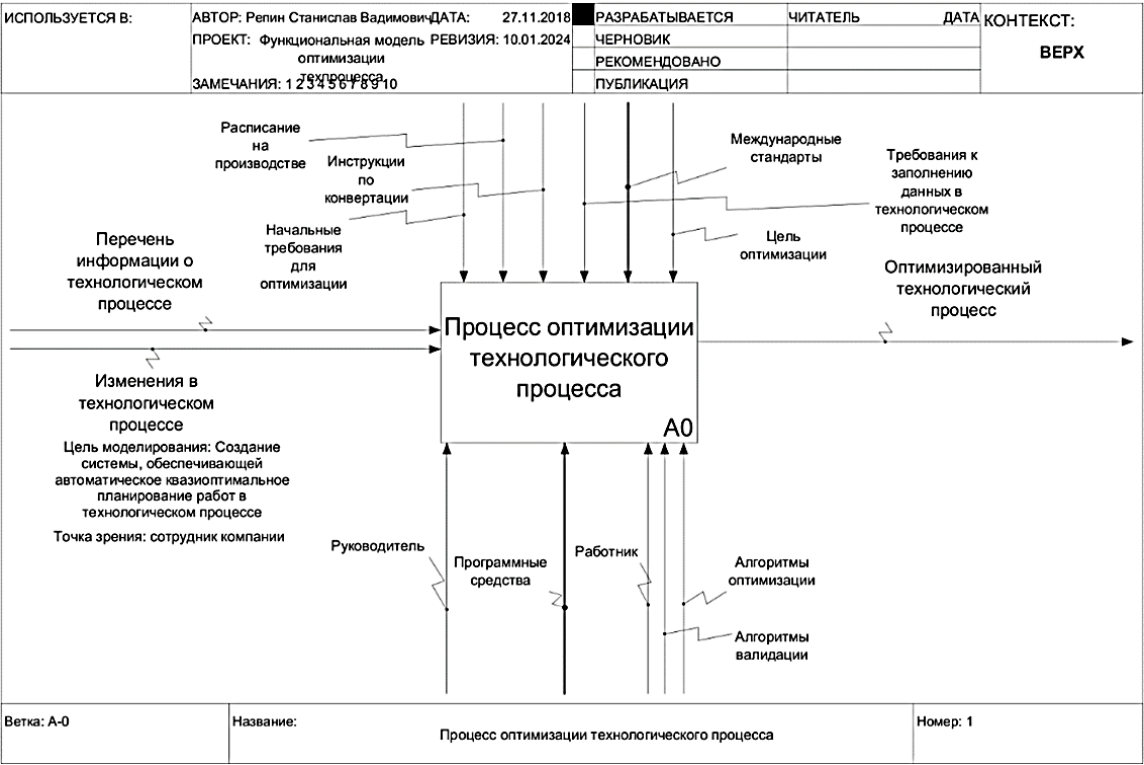 ИСПОЛЬЗУЕТСЯ В:
АВТОР: Репин Станислав Вадимович
ДАТА: 27.11.2018
ПРОЕКТ: Функциональная модель
оптимизации
техпроцесса
РЕВИЗИЯ: 10.01.2024
ЗАМЕЧАНИЯ: 1 2 3 4 5 6 7 8 9 10
РАЗРАБАТЫВАЕТСЯ
ЧЕРНОВИК
РЕКОМЕНДОВАНО
ПУБЛИКАЦИЯ
ЧИТАТЕЛЬ
ДАТА
КОНТЕКСТ:
ВЕРХ
Расписание
на
производстве
Инструкции
по
конвертации
Начальные
требования
для
оптимизации
Международные
стандарты
Требования к
заполнению
данных в
технологическом
процессе
Цель
оптимизации
Перечень
информации о
технологическом
процессе
Оптимизированный
технологический
процесс
Процесс оптимизации
технологического
процесса
A0
Изменения в
технологическом
процессе
Цель моделирования: Создание
системы, обеспечивающей
автоматическое квазиоптимальное
планирование работ в
технологическом процессе
Точка зрения: сотрудник компании
Руководитель
Программные
средства
Работник
Алгоритмы
оптимизации
Алгоритмы
валидации
Ветка: A-0
Название:
Процесс оптимизации технологического процесса
Номер: 1